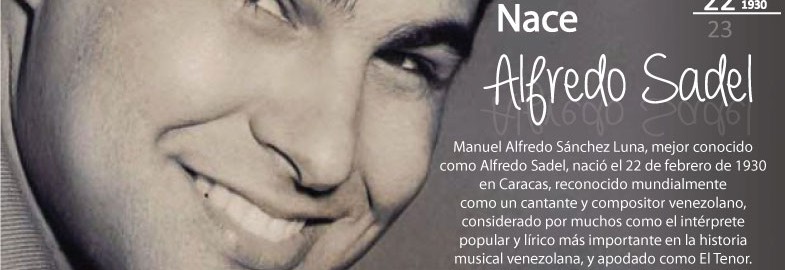 Nace
22
1930
23
Alfredo Sadel
Manuel Alfredo Sánchez Luna, mejor conocido
como Alfredo Sadel, nació el 22 de febrero de 1930
en Caracas, reconocido mundialmente
como un cantante y compositor venezolano,
considerado por muchos como el intérprete
popular y lírico más importante en la historia
musical venezolana, y apodado como El Tenor.